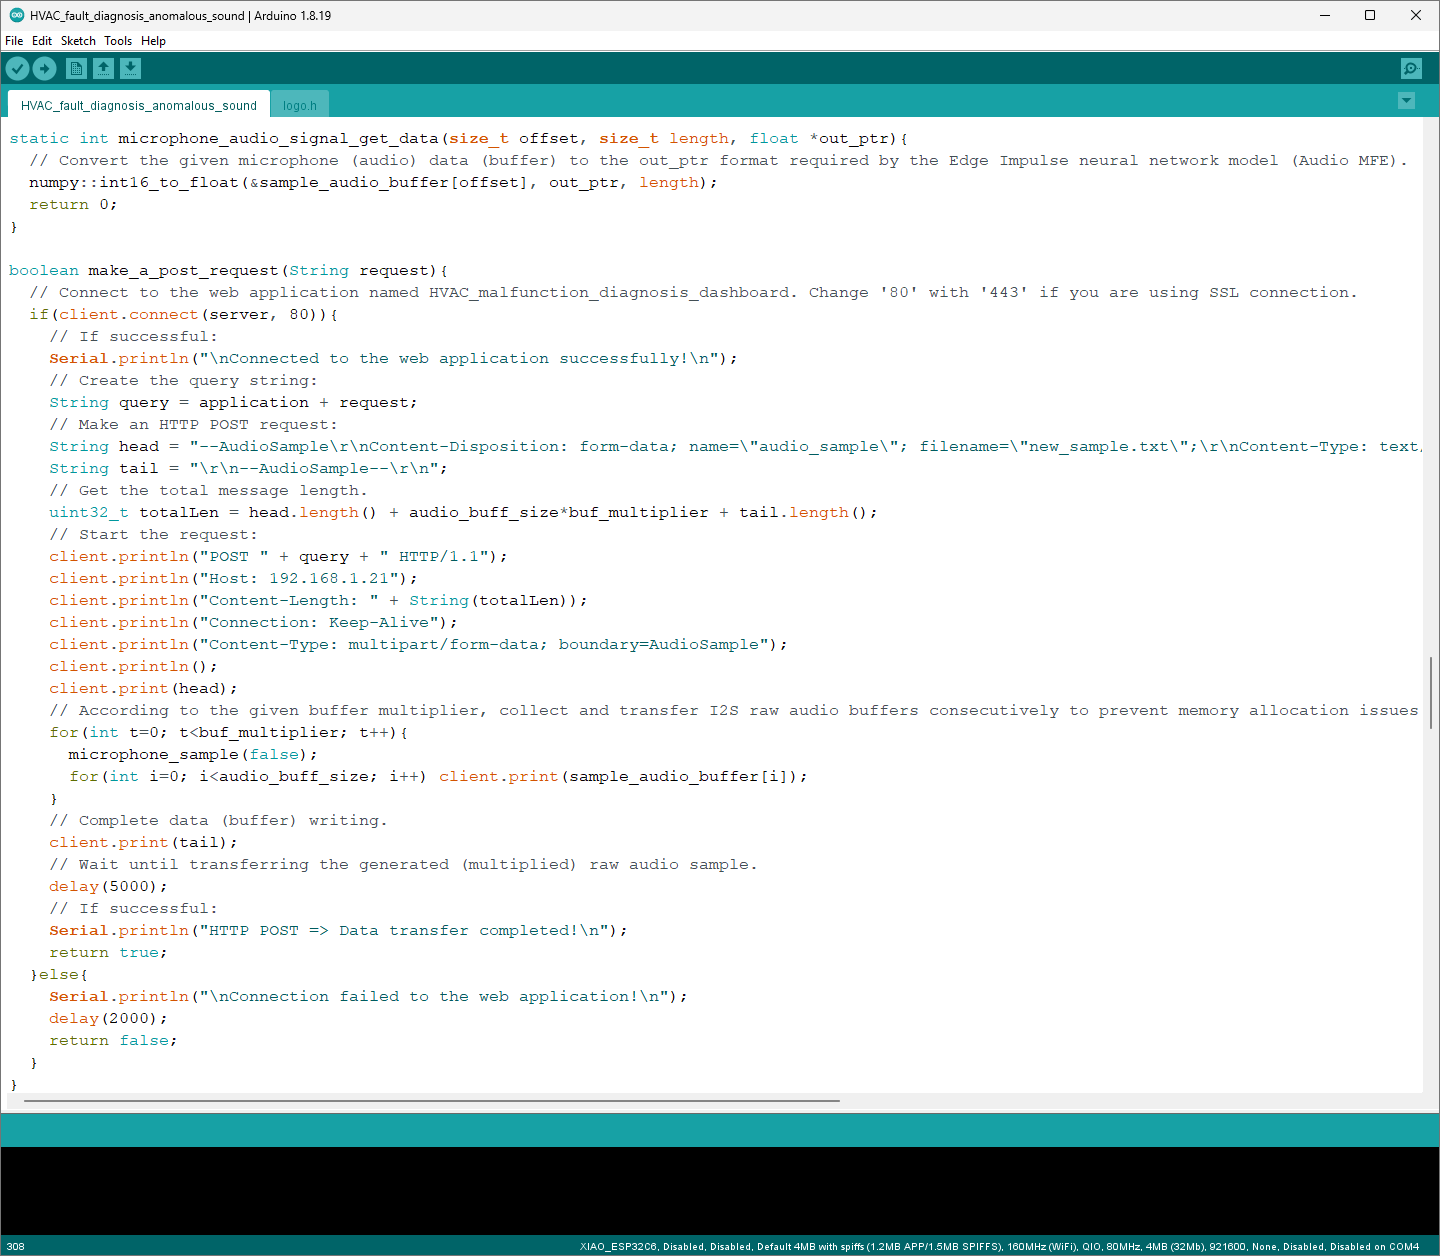 HVAC_fault_diagnosis_anomalous_sound | Arduino 1.8.19
File Edit Sketch Tools Help
HVAC_fault_diagnosis_anomalous_sound logo.h
static int microphone_audio_signal_get_data(size_t offset, size_t length, float *out_ptr){
// Convert the given microphone (audio) data (buffer) to the out_ptr format required by the Edge Impulse neural network model (Audio MFE).
numpy::int16_to_float(&sample_audio_buffer[offset], out_ptr, length);
return 0;
}
boolean make_a_post_request(String request){
// Connect to the web application named HVAC_malfunction_diagnosis_dashboard. Change '80' with '443' if you are using SSL connection.
if(client.connect(server, 80)){
// If successful:
Serial.println("\nConnected to the web application successfully!\n");
// Create the query string:
String query = application + request;
// Make an HTTP POST request:
String head = "--AudioSample\r\nContent-Disposition: form-data; name=\"audio_sample\"; filename=\"new_sample.txt\";\r\nContent-Type: text/
String tail = "\r\n--AudioSample--\r\n";
// Get the total message length.
uint32_t totalLen = head.length() + audio_buff_size*buf_multiplier + tail.length();
// Start the request:
client.println("POST " + query + " HTTP/1.1");
client.println("Host: 192.168.1.21");
client.println("Content-Length: " + String(totalLen));
client.println("Connection: Keep-Alive");
client.println("Content-Type: multipart/form-data; boundary=AudioSample");
client.println();
client.print(head);
// According to the given buffer multiplier, collect and transfer I2S raw audio buffers consecutively to prevent memory allocation issues
for(int t=0; t<buf_multiplier; t++){
microphone_sample(false);
for(int i=0; i<audio_buff_size; i++) client.print(sample_audio_buffer[i]);
}
// Complete data (buffer) writing.
client.print(tail);
// Wait until transferring the generated (multiplied) raw audio sample.
delay(5000);
// If successful:
Serial.println("HTTP POST => Data transfer completed!\n");
return true;
}else{
Serial.println("\nConnection failed to the web application!\n");
delay(2000);
return false;
}
}
308 XIAO_ESP32C6, Disabled, Disabled, Default 4MB with spiffs (1.2MB APP/1.5MB SPIFFS), 160MHz (WiFi), QIO, 80MHz, 4MB (32Mb), 921600, None, Disabled, Disabled on COM4